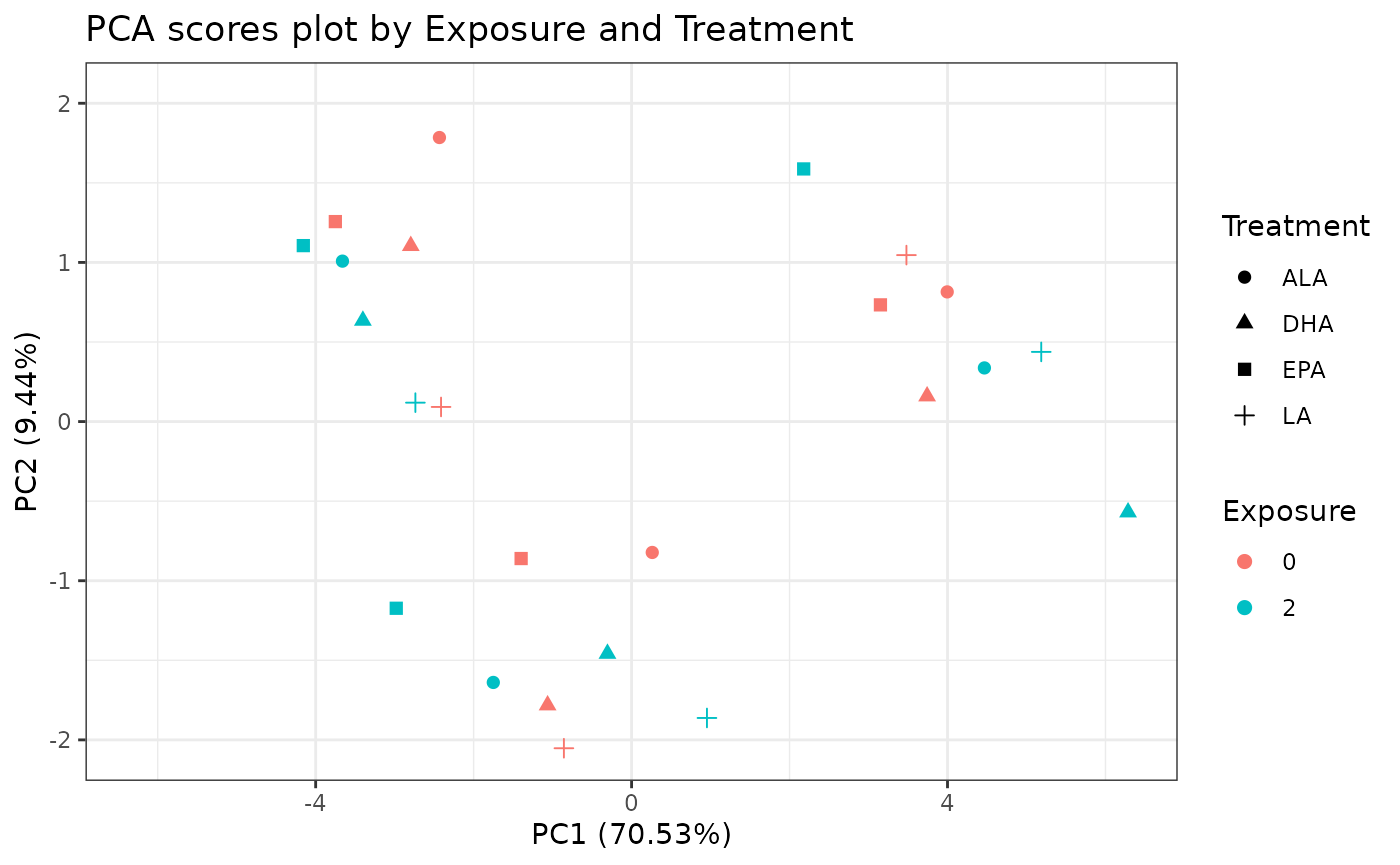 PCA scores plot by Exposure and Treatment
PC2 (9.44%)
2
1
0
-1
-2
-4
0
4
PC1 (70.53%)
Treatment
ALA
DHA
EPA
LA
Exposure
0
2